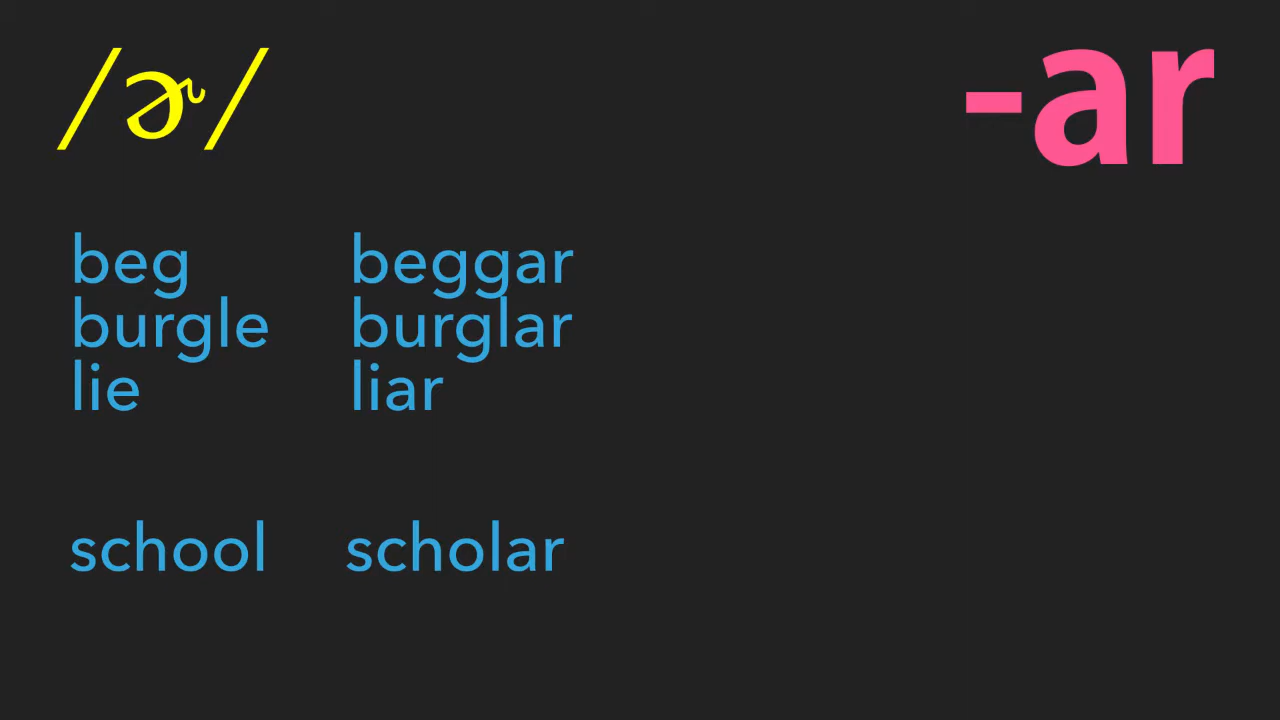 /ɚ/ -ar
beg beggar
burgle burglar
lie liar
school scholar